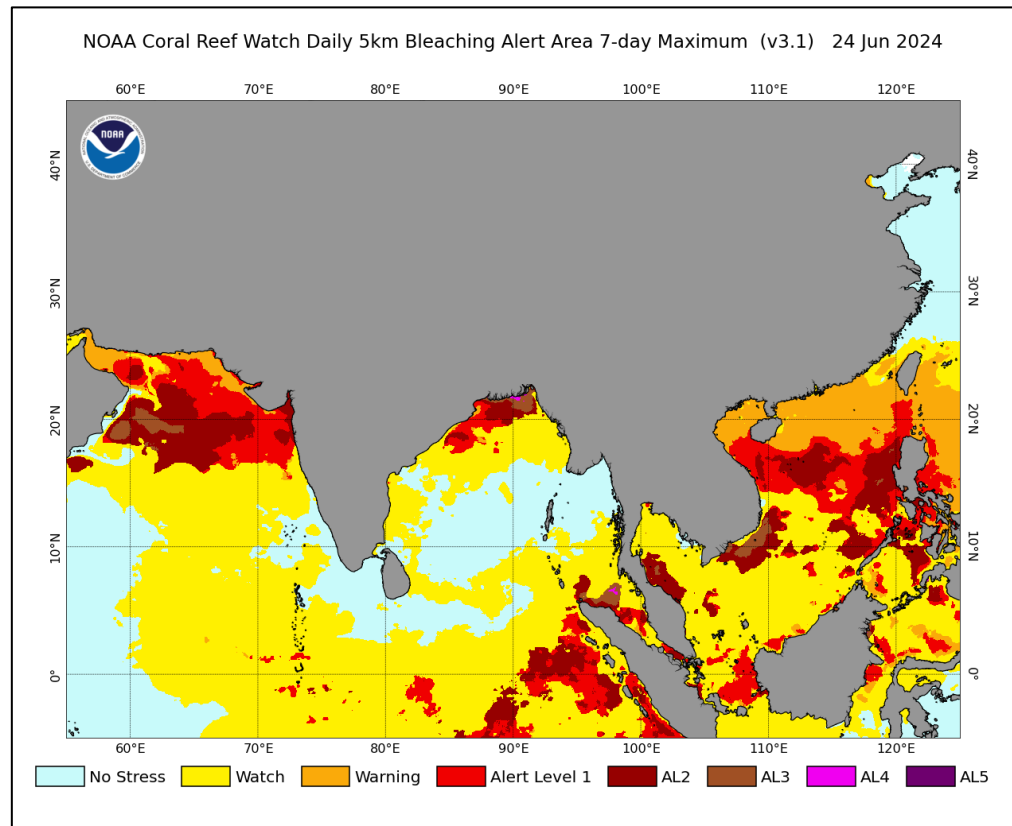 NOAA Coral Reef Watch Daily 5km Bleaching Alert Area 7-day Maximum (v3.1) 24 Jun 2024
60°E 70°E 80°E 90°E 100°E 110°E 120°E
NOAA
40°N 40°N
30°N 30°N
20°N 20°N
10°N 10°N
0° 0°
60°E 70°E 80°E 90°E 100°E 110°E 120°E
No Stress Watch Warning Alert Level 1 AL2 AL3 AL4 AL5